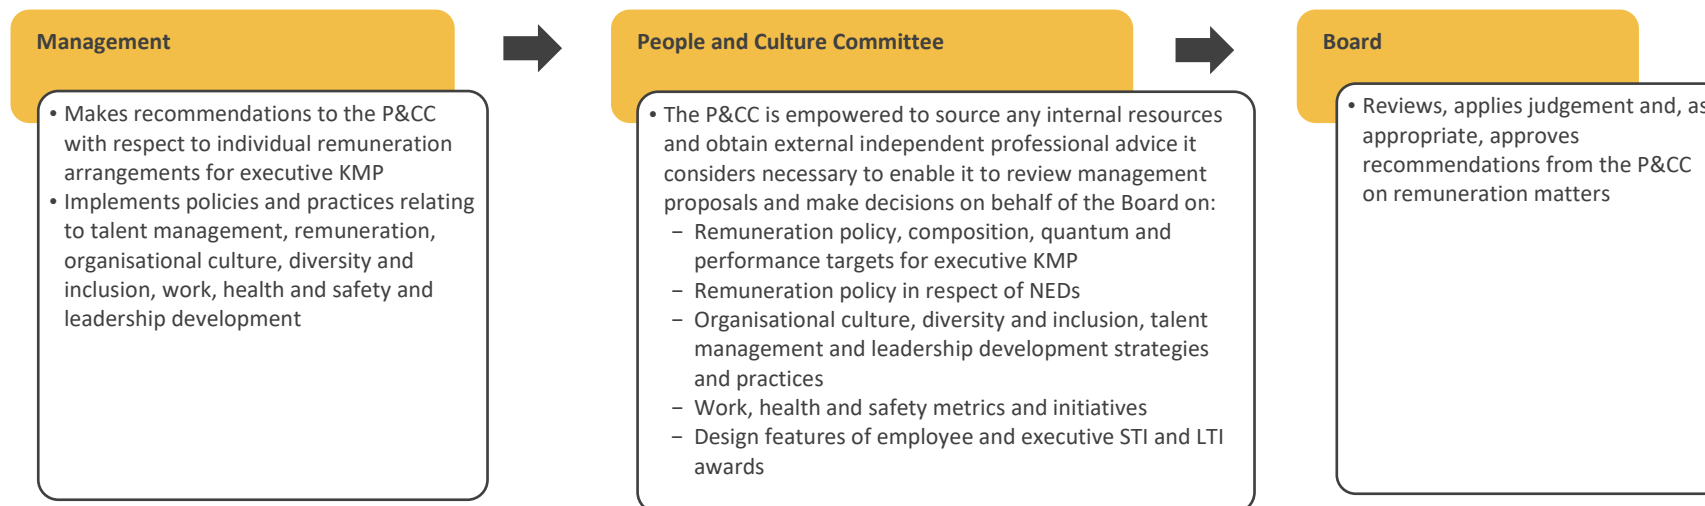 Management
• Makes recommendations to the P&CC
with respect to individual remuneration
arrangements for executive KMP
• Implements policies and practices relating
to talent management, remuneration,
organisational culture, diversity and
inclusion, work, health and safety and
leadership development
People and Culture Committee
• The P&CC is empowered to source any internal resources
and obtain external independent professional advice it
considers necessary to enable it to review management
proposals and make decisions on behalf of the Board on:
− Remuneration policy, composition, quantum and
performance targets for executive KMP
− Remuneration policy in respect of NEDs
− Organisational culture, diversity and inclusion, talent
management and leadership development strategies
and practices
− Work, health and safety metrics and initiatives
− Design features of employee and executive STI and LTI
awards
Board
• Reviews, applies judgement and, as
appropriate, approves
recommendations from the P&CC
on remuneration matters